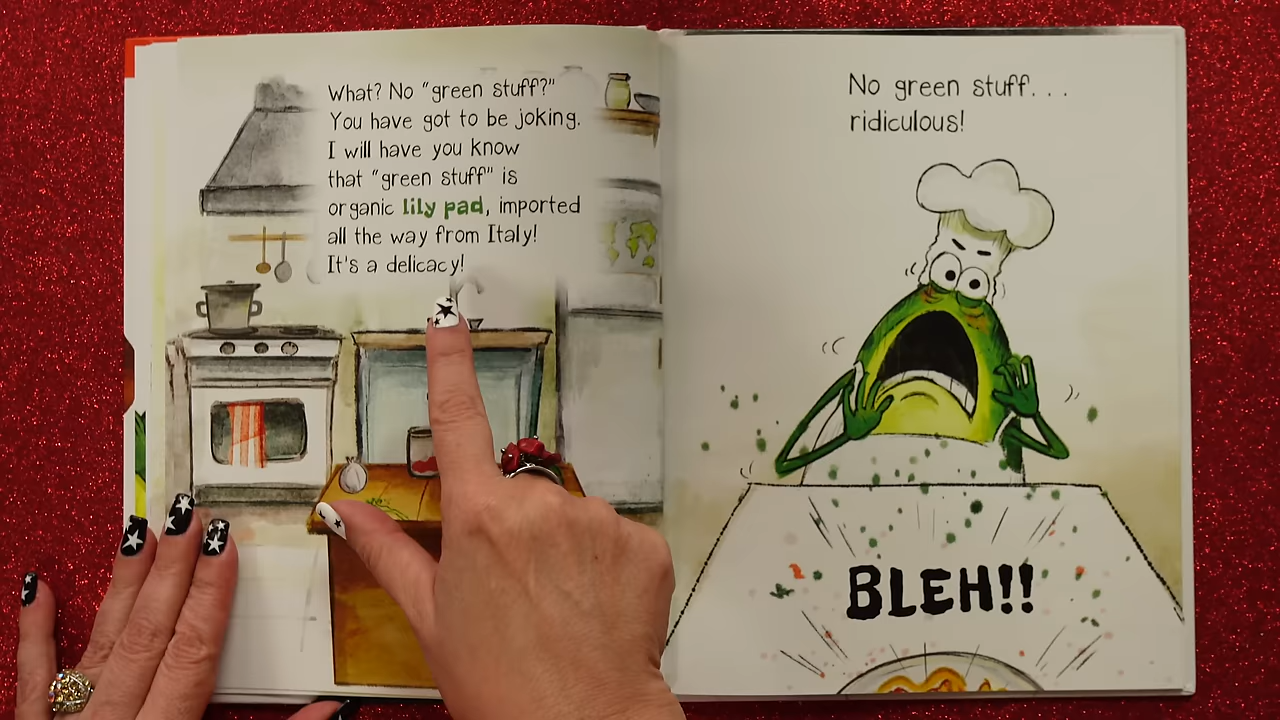 What? No "green stuff?"
You have got to be joking.
I will have you know
that "green stuff" is
organic lily pad, imported
all the way from Italy!
It's a delicacy!
No green stuff. . .
ridiculous!
BLEH!!